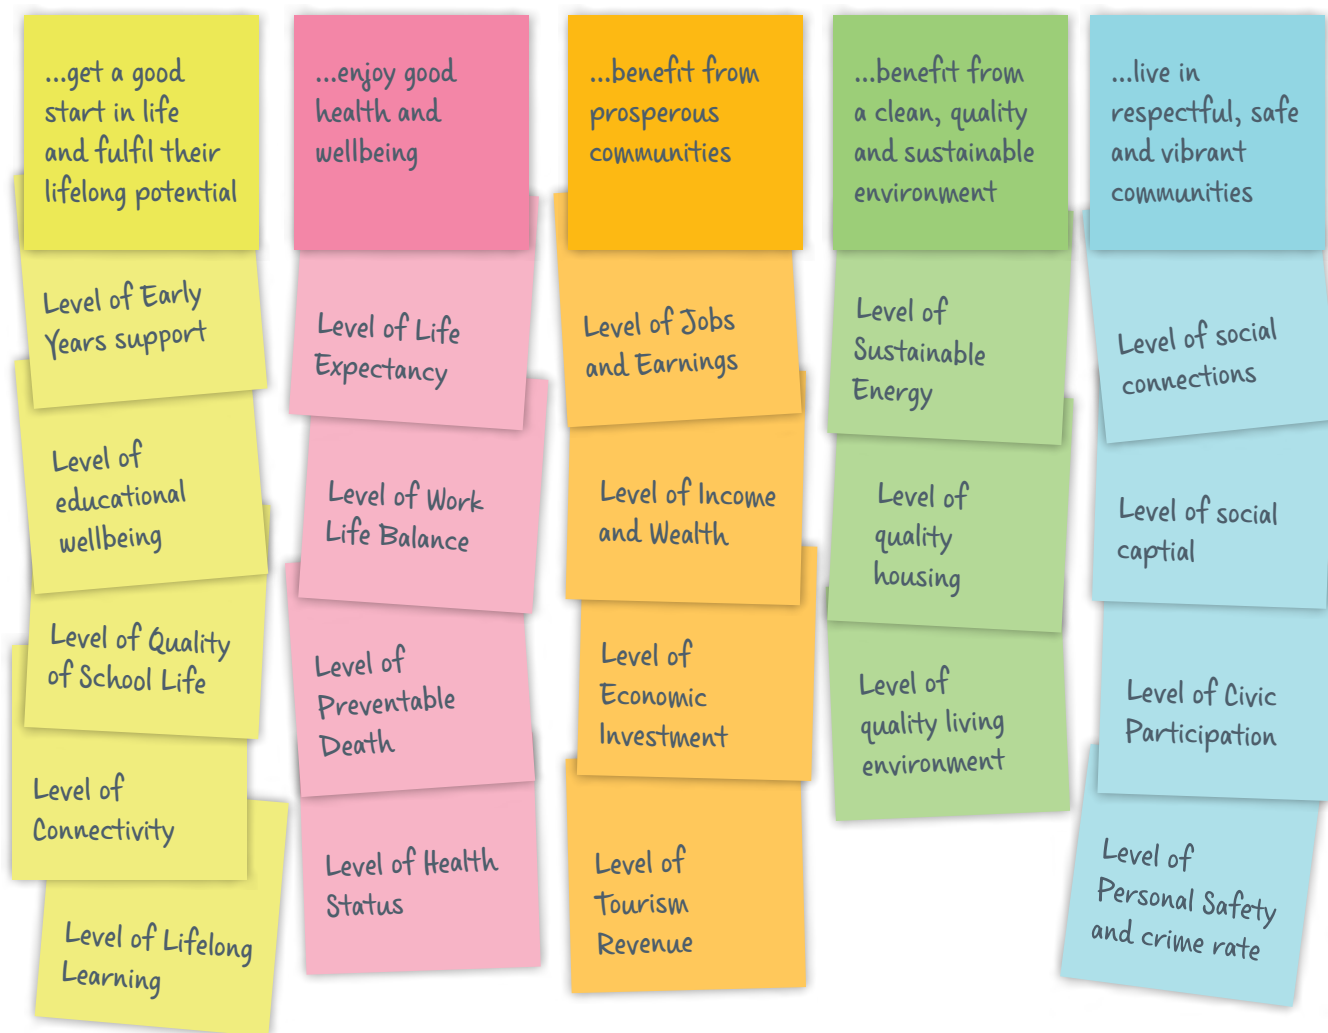 ...get a good
start in life
and fulfil their
lifelong potential
Level of Early
Years support
Level of
educational
wellbeing
Level of Quality
of School Life
Level of
Connectivity
Level of Lifelong
Learning
...enjoy good
health and
wellbeing
Level of Life
Expectancy
Level of Work
Life Balance
Level of
Preventable
Death
Level of Health
Status
...benefit from
prosperous
communities
Level of Jobs
and Earnings
Level of Income
and Wealth
Level of
Economic
Investment
Level of
Tourism
Revenue
...benefit from
a clean, quality
and sustainable
environment
Level of
Sustainable
Energy
Level of
quality
housing
Level of
quality living
environment
...live in
respectful, safe
and vibrant
communities
Level of social
connections
Level of social
captial
Level of Civic
Participation
Level of
Personal Safety
and crime rate